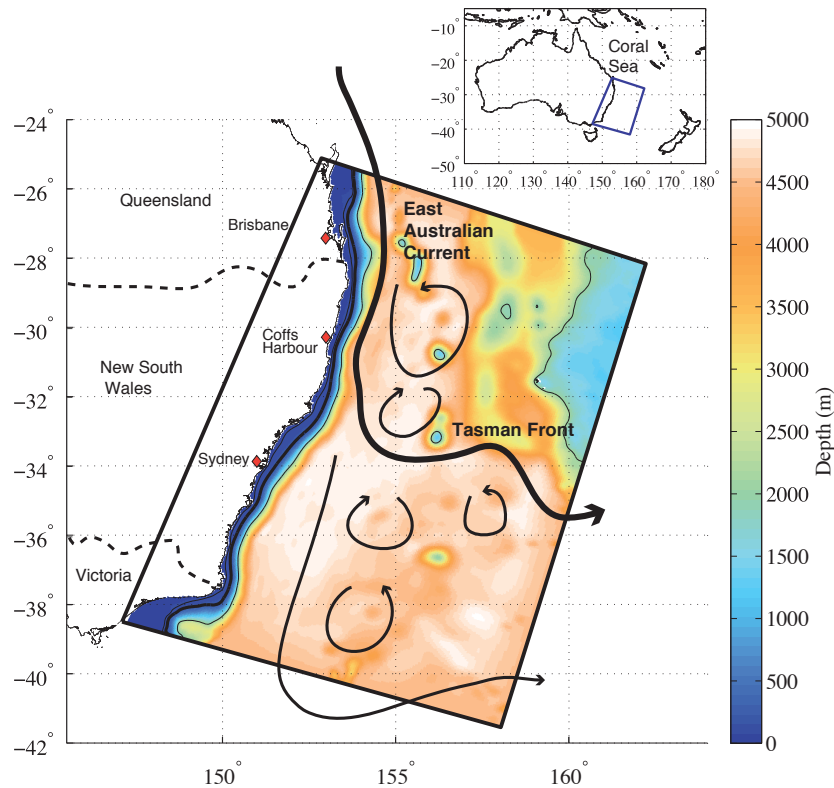 Coral
Sea
−10°
−20°
−30°
−40°
−50°
110°
120°
130°
140°
150°
160°
170°
180°
−24°
−26°
−28°
−30°
−32°
−34°
−36°
−38°
−40°
−42°
150°
155°
160°
Queensland
Brisbane
East
Australian
Current
Coffs
Harbour
New South
Wales
Tasman Front
Sydney
Victoria
5000
4500
4000
3500
3000
2500
2000
1500
1000
500
0
Depth (m)